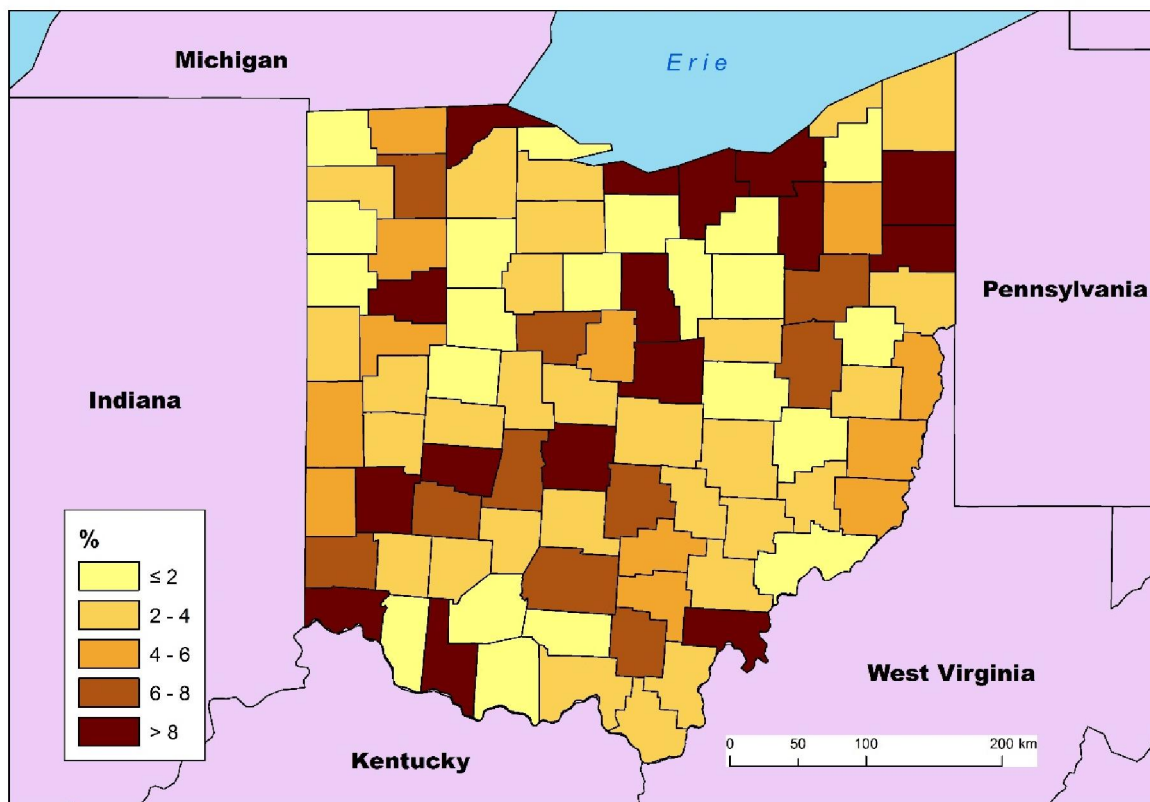 Michigan
Erie
Pennsylvania
Indiana
%
≤ 2
2 - 4
4 - 6
6 - 8
> 8
West Virginia
Kentucky
0 50 100 200 km